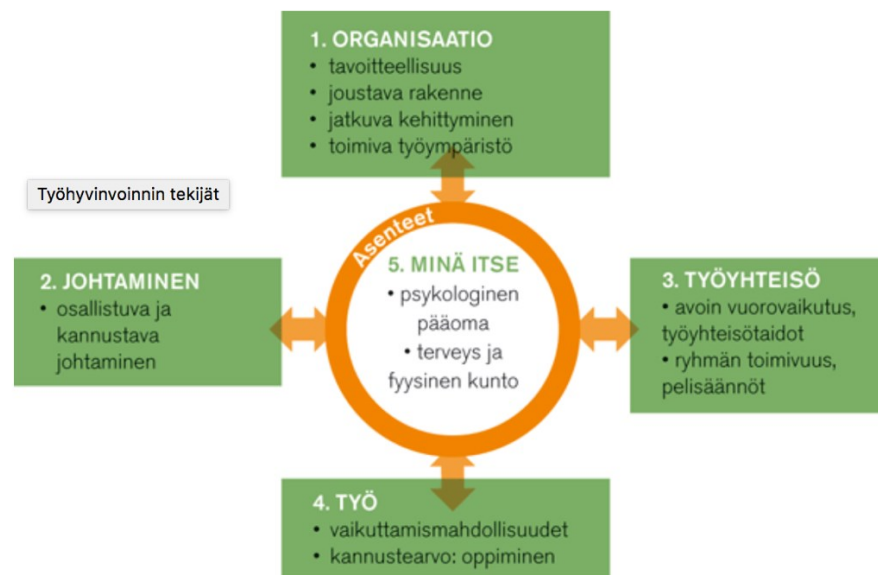 1. ORGANISAATIO
• tavoitteellisuus
• joustava rakenne
• jatkuva kehittyminen
• toimiva työympäristö
Työhyvinvoinnin tekijät
Asenteet
2. JOHTAMINEN
• osallistuva ja
kannustava
johtaminen
5. MINÄ ITSE
• psykologinen
pääoma
• terveys ja
fyysinen kunto
3. TYÖYHTEISÖ
• avoin vuorovaikutus,
työyhteisötaidot
• ryhmän toimivuus,
pelisäännöt
4. TYÖ
• vaikuttamismahdollisuudet
• kannustearvo: oppiminen